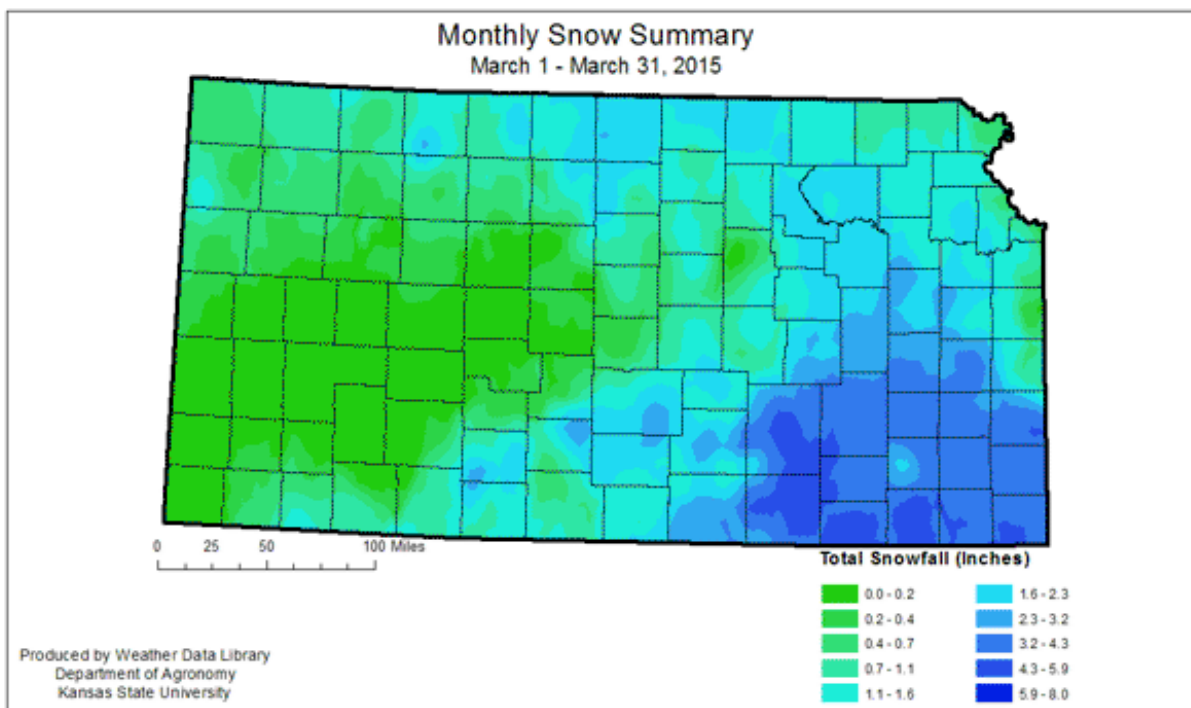 Monthly Snow Summary
March 1 - March 31, 2015
0 25 50 100 Miles
Total Snowfall (Inches)
0.0 - 0.2
0.2 - 0.4
0.4 - 0.7
0.7 - 1.1
1.1 - 1.6
1.6 - 2.3
2.3 - 3.2
3.2 - 4.3
4.3 - 5.9
5.9 - 8.0
Produced by Weather Data Library
Department of Agronomy
Kansas State University